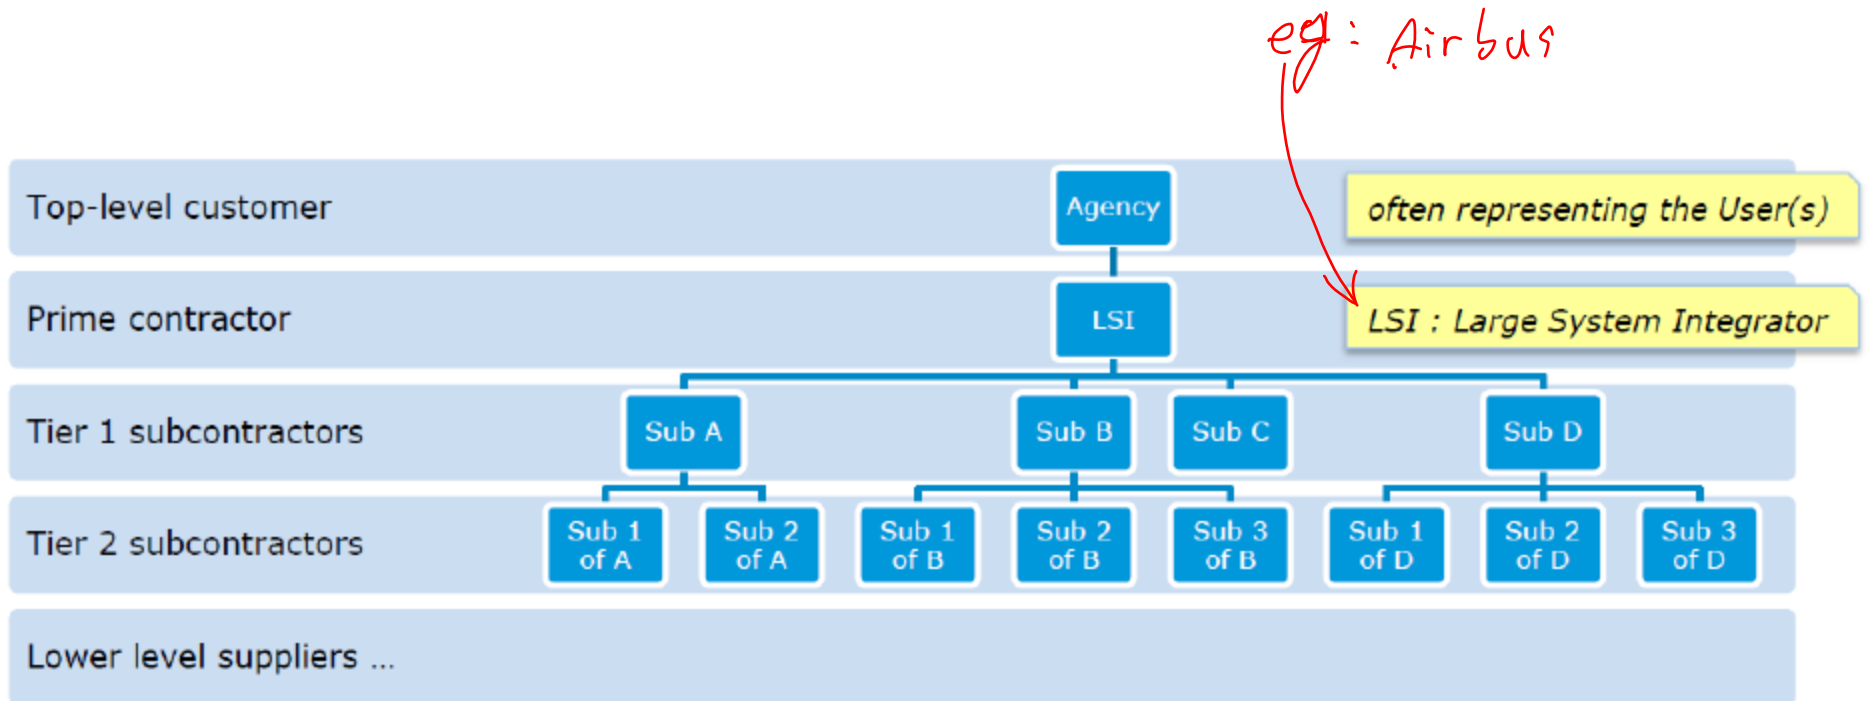 eg : Airbus
Top-level customer
Agency
often representing the User(s)
Prime contractor
LSI
LSI : Large System Integrator
Tier 1 subcontractors
Sub A
Sub B
Sub C
Sub D
Tier 2 subcontractors
Sub 1
of A
Sub 2
of A
Sub 1
of B
Sub 2
of B
Sub 3
of B
Sub 1
of D
Sub 2
of D
Sub 3
of D
Lower level suppliers ...